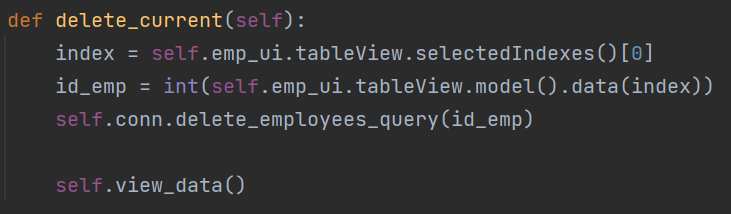 def delete_current(self):
    index = self.emp_ui.tableView.selectedIndexes()[0]
    id_emp = int(self.emp_ui.tableView.model().data(index))
    self.conn.delete_employees_query(id_emp)

    self.view_data()